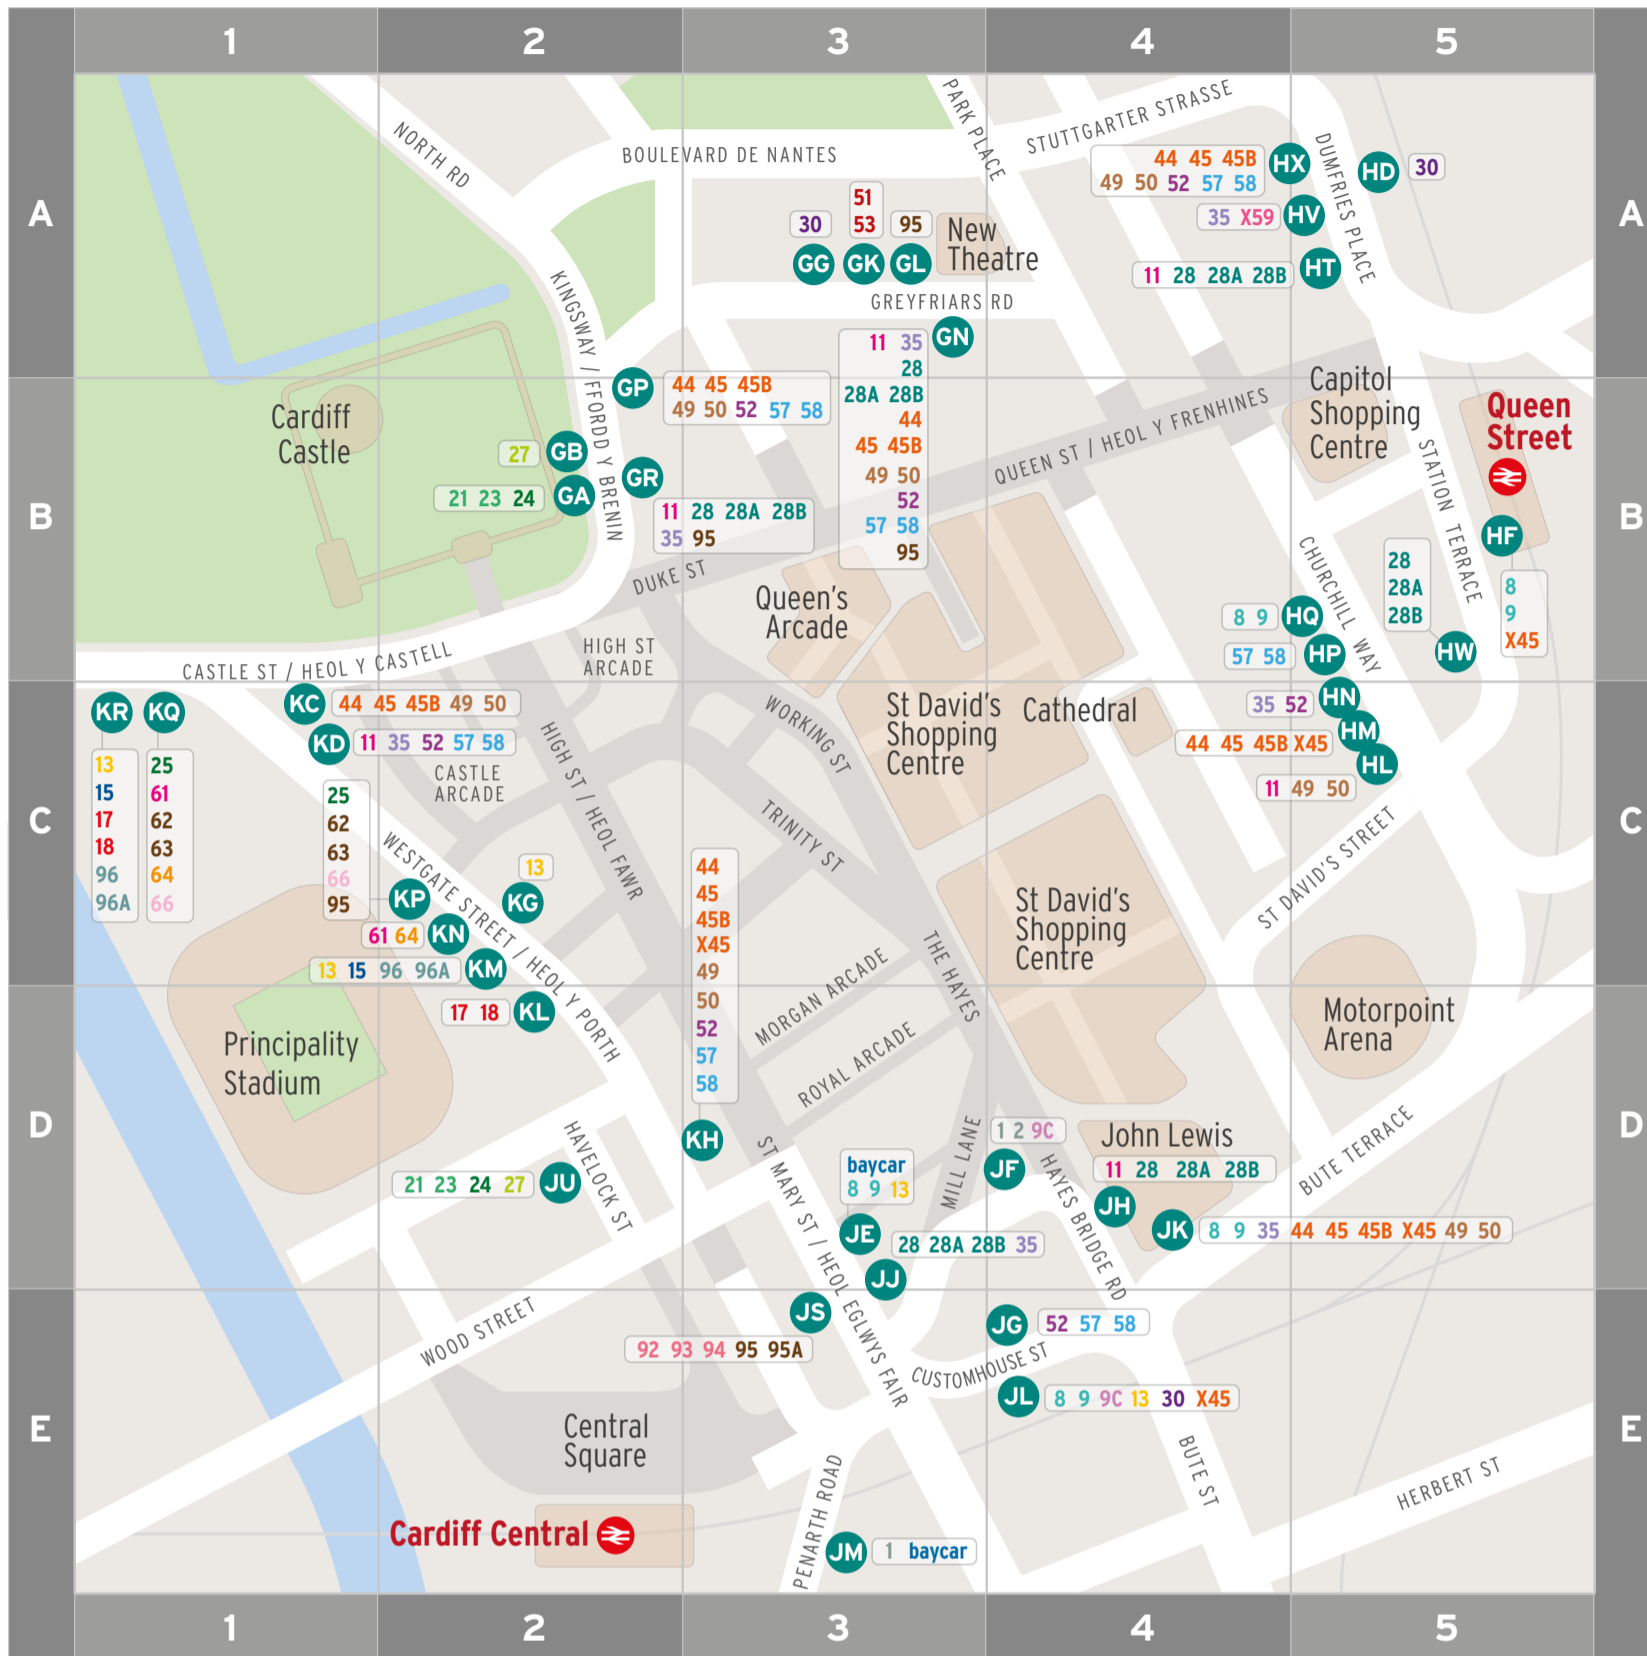 1 2 3 4 5
A A
NORTH RD
BOULEVARD DE NANTES
PARK PLACE
STUTTGARTER STRASSE
DUMFRIES PLACE
44 45 45B
49 50 52 57 58
HX
HD
30
35 X59
HV
11 28 28A 28B
HT
51
53
30
95
GG
GK
GL
New
Theatre
GREYFRIARS RD
KINGSWAY / FFORDD Y BRENIN
GN
11 35
28
28A 28B
44
45 45B
49 50
52
57 58
95
B B
GP
44 45 45B
49 50 52 57 58
Cardiff
Castle
27
GB
21 23 24
GA
GR
11 28 28A 28B
35 95
QUEEN ST / HEOL Y FRENHINES
Capitol
Shopping
Centre
Queen
Street
STATION TERRACE
HF
8
9
X45
28
28A
28B
HW
CHURCHILL WAY
8 9
HQ
57 58
HP
DUKE ST
Queen's
Arcade
HIGH ST
ARCADE
CASTLE ST / HEOL Y CASTELL
C C
KR
KQ
13
15
17
18
96
96A
25
61
62
63
64
66
KC
44 45 45B 49 50
KD
11 35 52 57 58
CASTLE
ARCADE
HIGH ST / HEOL FAWR
WORKING ST
TRINITY ST
St David's
Shopping
Centre
Cathedral
35 52
HN
44 45 45B X45
HM
HL
11 49 50
ST DAVID'S STREET
25
62
63
66
95
KP
WESTGATE STREET / HEOL Y PORTH
13
KG
61 64
KN
13 15 96 96A
KM
44
45
45B
X45
49
50
52
57
58
KH
THE HAYES
St David's
Shopping
Centre
MORGAN ARCADE
ROYAL ARCADE
D D
17 18
KL
Principality
Stadium
Motorpoint
Arena
HAVELOCK ST
21 23 24 27
JU
ST MARY ST / HEOL EGLWYS FAIR
baycar
8 9 13
JE
28 28A 28B 35
JJ
MILL LANE
1 2 9C
JF
HAYES BRIDGE RD
John Lewis
11 28 28A 28B
JH
JK
8 9 35 44 45 45B X45 49 50
BUTE TERRACE
E E
WOOD STREET
JS
92 93 94 95 95A
JG
52 57 58
CUSTOMHOUSE ST
JL
8 9 9C 13 30 X45
Central
Square
Cardiff Central
PENARTH ROAD
JM
1 baycar
BUTE ST
HERBERT ST
1 2 3 4 5